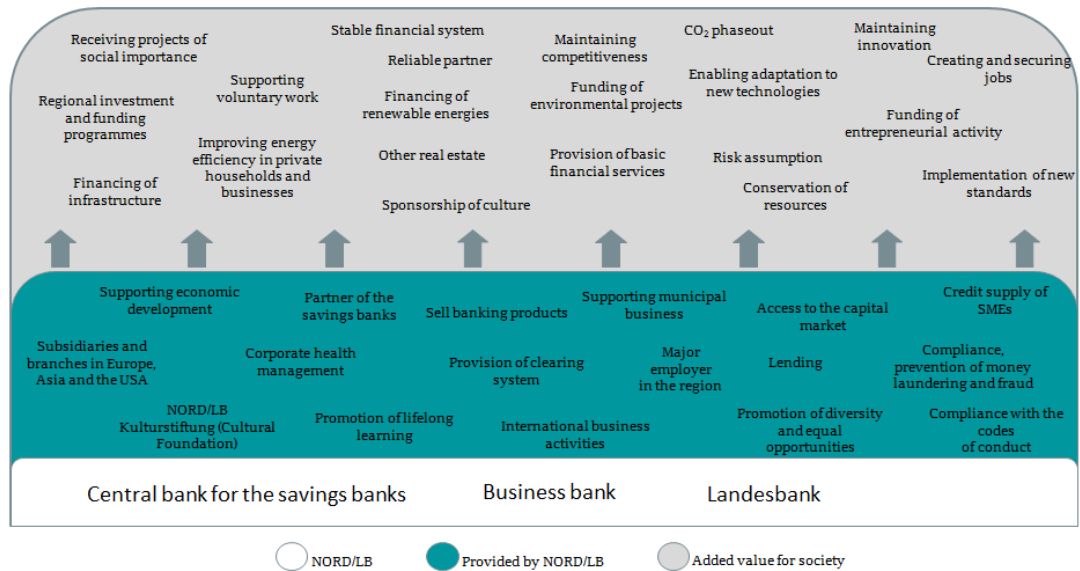 Receiving projects of
social importance
Stable financial system
Reliable partner
Maintaining
competitiveness
CO₂ phaseout
Maintaining
innovation
Creating and securing
jobs
Regional investment
and funding
programmes
Supporting
voluntary work
Financing of
renewable energies
Funding of
environmental projects
Enabling adaptation to
new technologies
Funding of
entrepreneurial activity
Improving energy
efficiency in private
households and
businesses
Other real estate
Provision of basic
financial services
Risk assumption
Financing of
infrastructure
Sponsorship of culture
Conservation of
resources
Implementation of new
standards
Supporting economic
development
Partner of the
savings banks
Sell banking products
Supporting municipal
business
Access to the capital
market
Credit supply of
SMEs
Subsidiaries and
branches in Europe,
Asia and the USA
Corporate health
management
Provision of clearing
system
Major
employer
in the region
Lending
Compliance,
prevention of money
laundering and fraud
NORD/LB
Kulturstiftung (Cultural
Foundation)
Promotion of lifelong
learning
International business
activities
Promotion of diversity
and equal
opportunities
Compliance with the
codes
of conduct
Central bank for the savings banks
Business bank
Landesbank
NORD/LB
Provided by NORD/LB
Added value for society